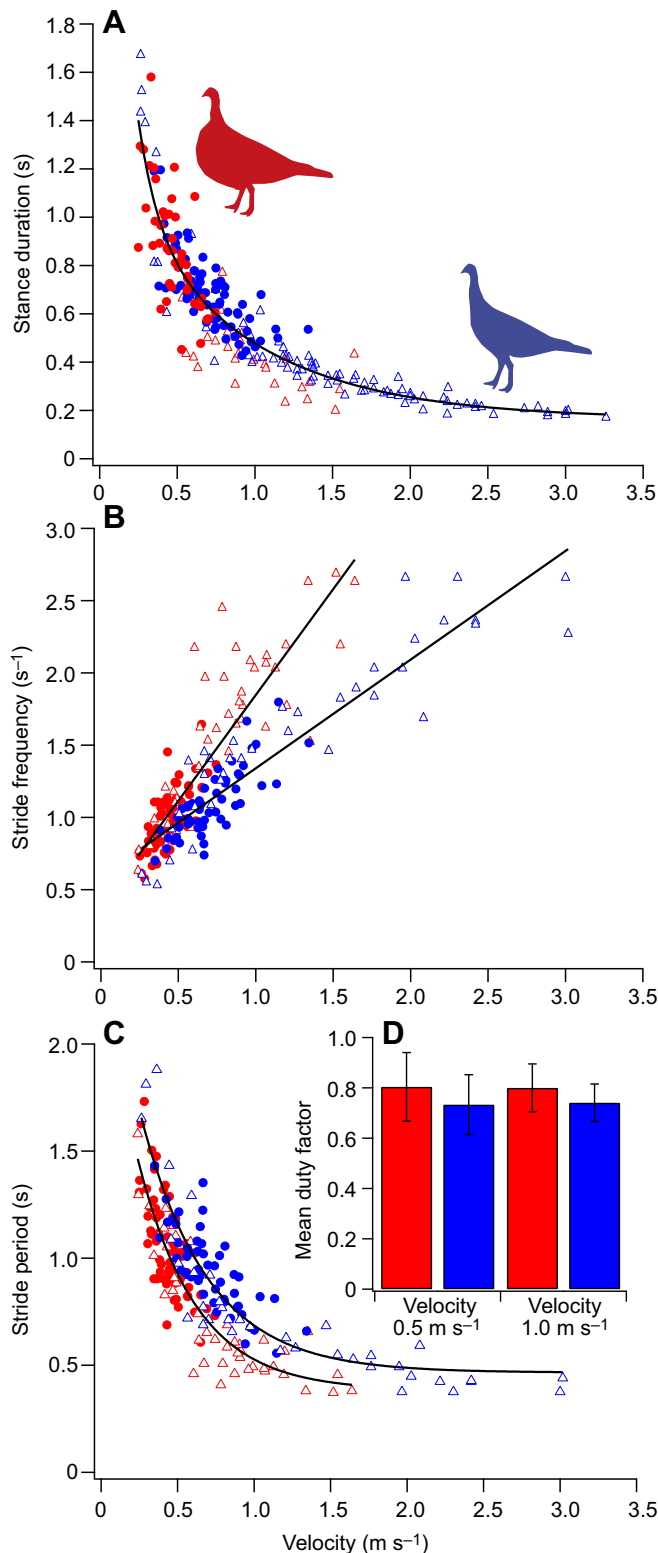 A
1.8
1.6
1.4
1.2
1.0
0.8
0.6
0.4
0.2
0
Stance duration (s)
0 0.5 1.0 1.5 2.0 2.5 3.0 3.5
B
3.0
2.5
2.0
1.5
1.0
0.5
0
Stride frequency (s⁻¹)
0 0.5 1.0 1.5 2.0 2.5 3.0 3.5
C
2.0
1.5
1.0
0.5
0
Stride period (s)
0 0.5 1.0 1.5 2.0 2.5 3.0 3.5
Velocity (m s⁻¹)
D
1.0
0.8
0.6
0.4
0.2
0
Mean duty factor
Velocity
0.5 m s⁻¹
Velocity
1.0 m s⁻¹